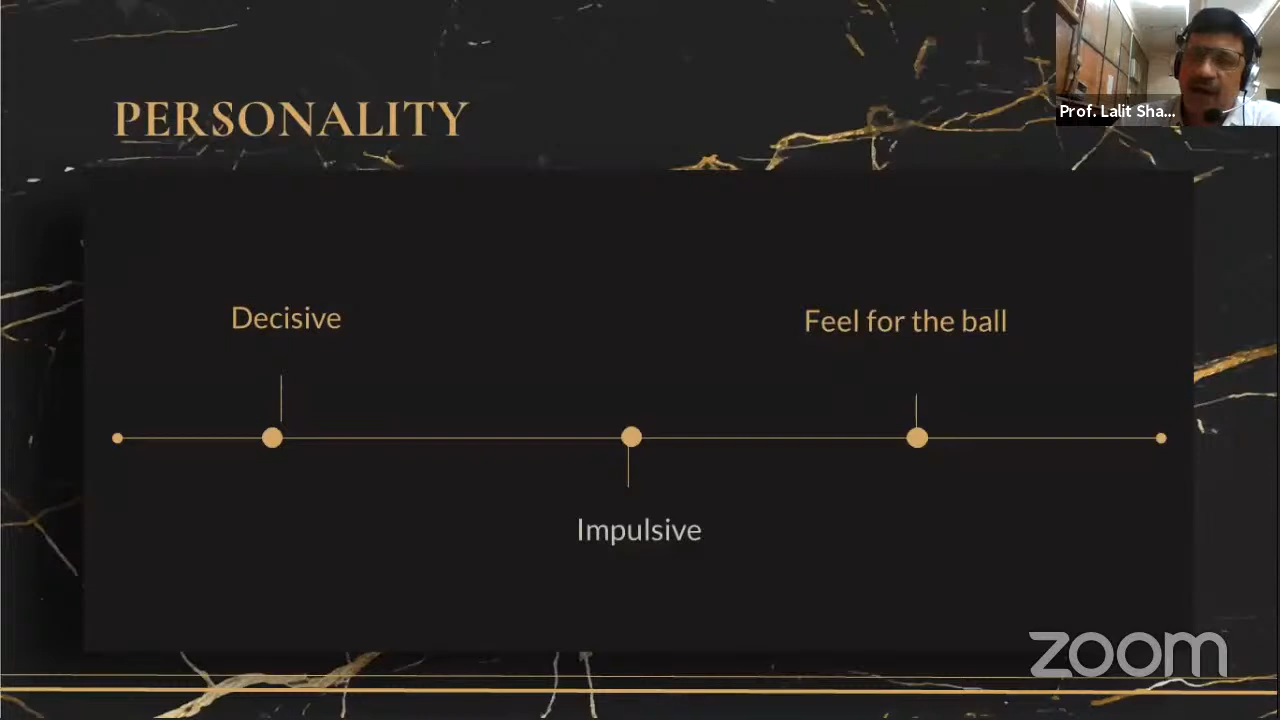 Prof. Lalit Sha...
PERSONALITY
Decisive
Feel for the ball
Impulsive
zoom